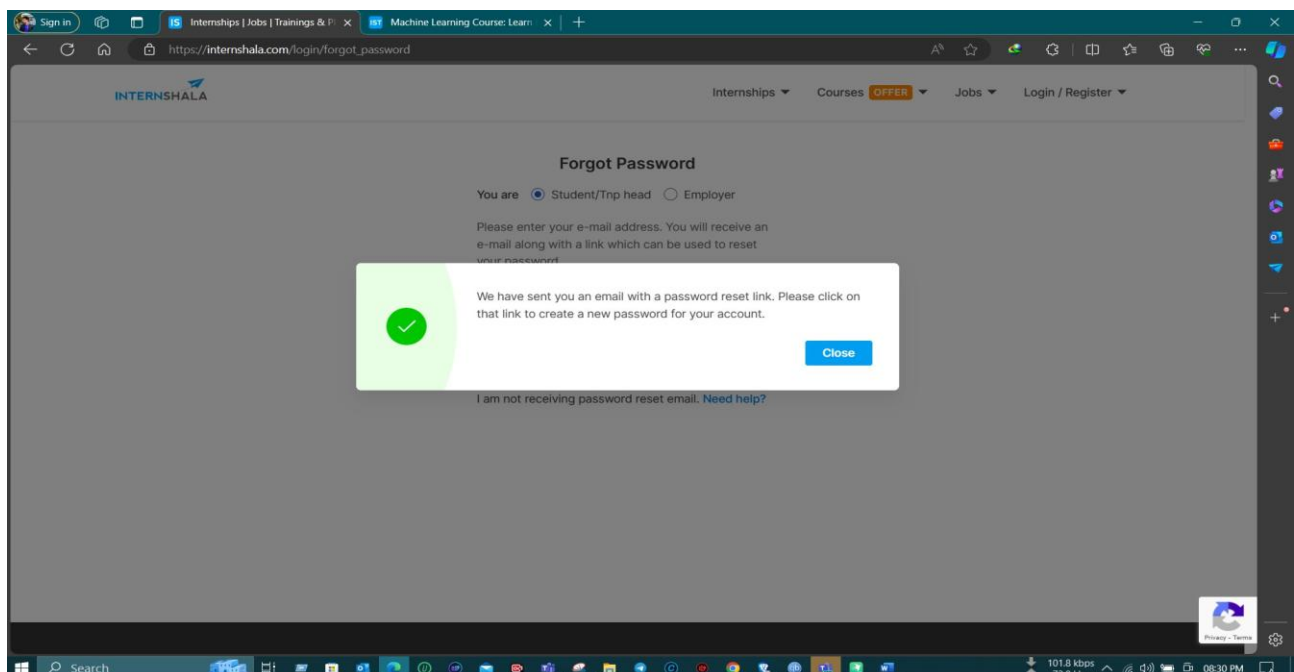 Sign in
IS Internships | Jobs | Trainings & Pl
IST Machine Learning Course: Learn
https://internshala.com/login/forgot_password
INTERNSHALA
Internships Courses OFFER Jobs Login / Register
Forgot Password
You are Student/Tnp head Employer
Please enter your e-mail address. You will receive an
e-mail along with a link which can be used to reset
your password
We have sent you an email with a password reset link. Please click on
that link to create a new password for your account.
Close
I am not receiving password reset email. Need help?
Privacy - Terms
Search
101.8 kbps
08:30 PM